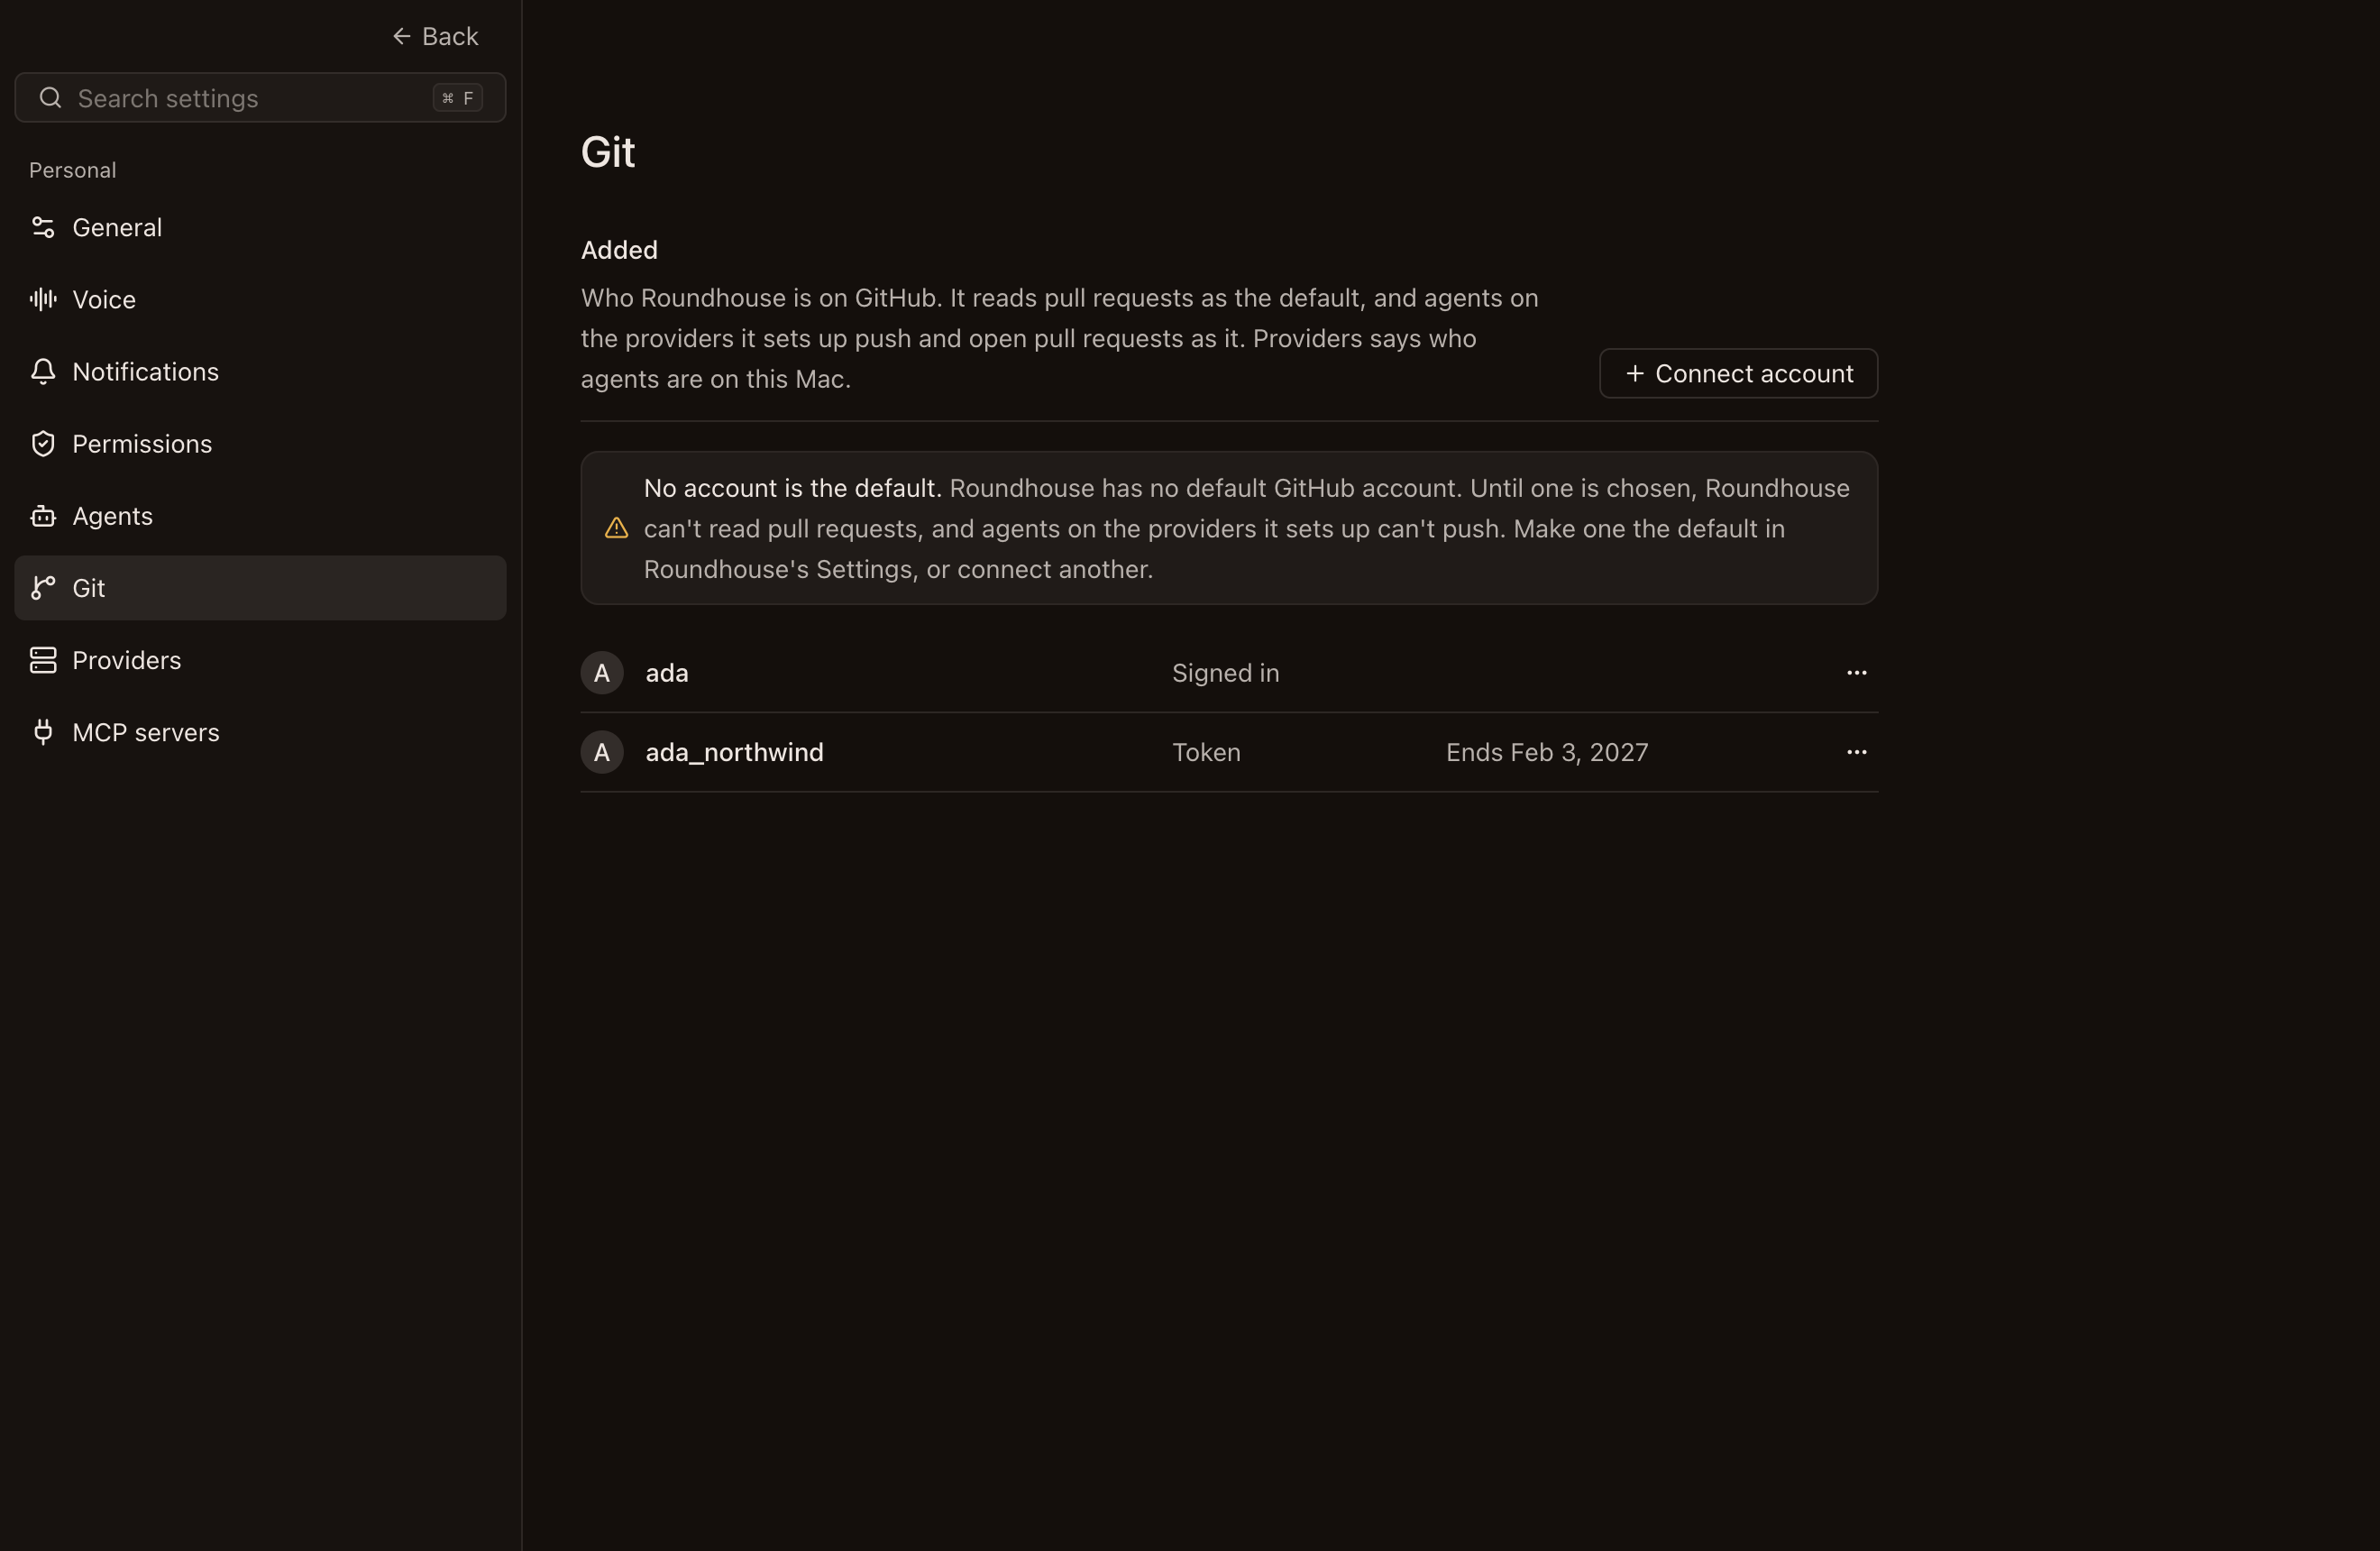 Back
Search settings
⌘ F
Personal
General
Voice
Notifications
Permissions
Agents
Git
Providers
MCP servers
Git
Added
Who Roundhouse is on GitHub. It reads pull requests as the default, and agents on
the providers it sets up push and open pull requests as it. Providers says who
agents are on this Mac.
Connect account
No account is the default. Roundhouse has no default GitHub account. Until one is chosen, Roundhouse
can't read pull requests, and agents on the providers it sets up can't push. Make one the default in
Roundhouse's Settings, or connect another.
A ada Signed in
A ada_northwind Token Ends Feb 3, 2027